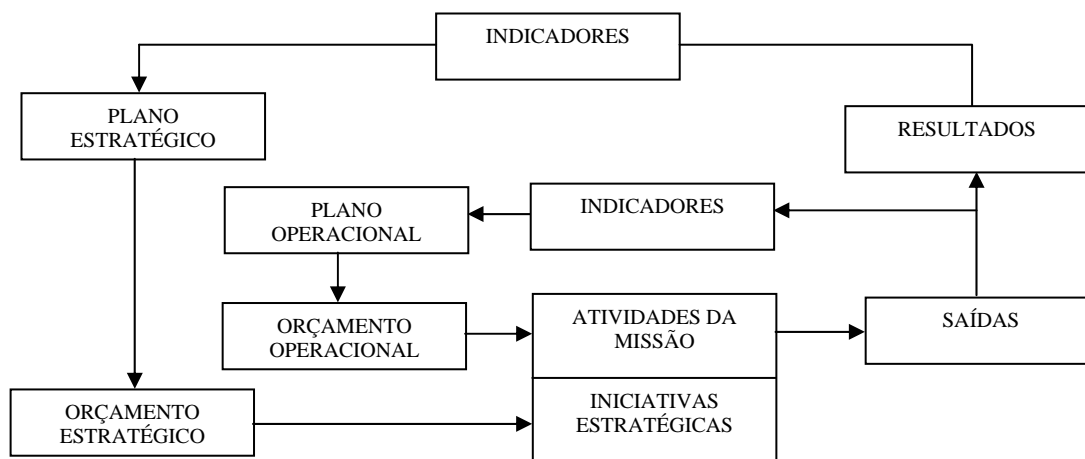 INDICADORES
PLANO
ESTRATÉGICO
RESULTADOS
PLANO
OPERACIONAL
INDICADORES
ORÇAMENTO
OPERACIONAL
ATIVIDADES DA
MISSÃO
SAÍDAS
ORÇAMENTO
ESTRATÉGICO
INICIATIVAS
ESTRATÉGICAS